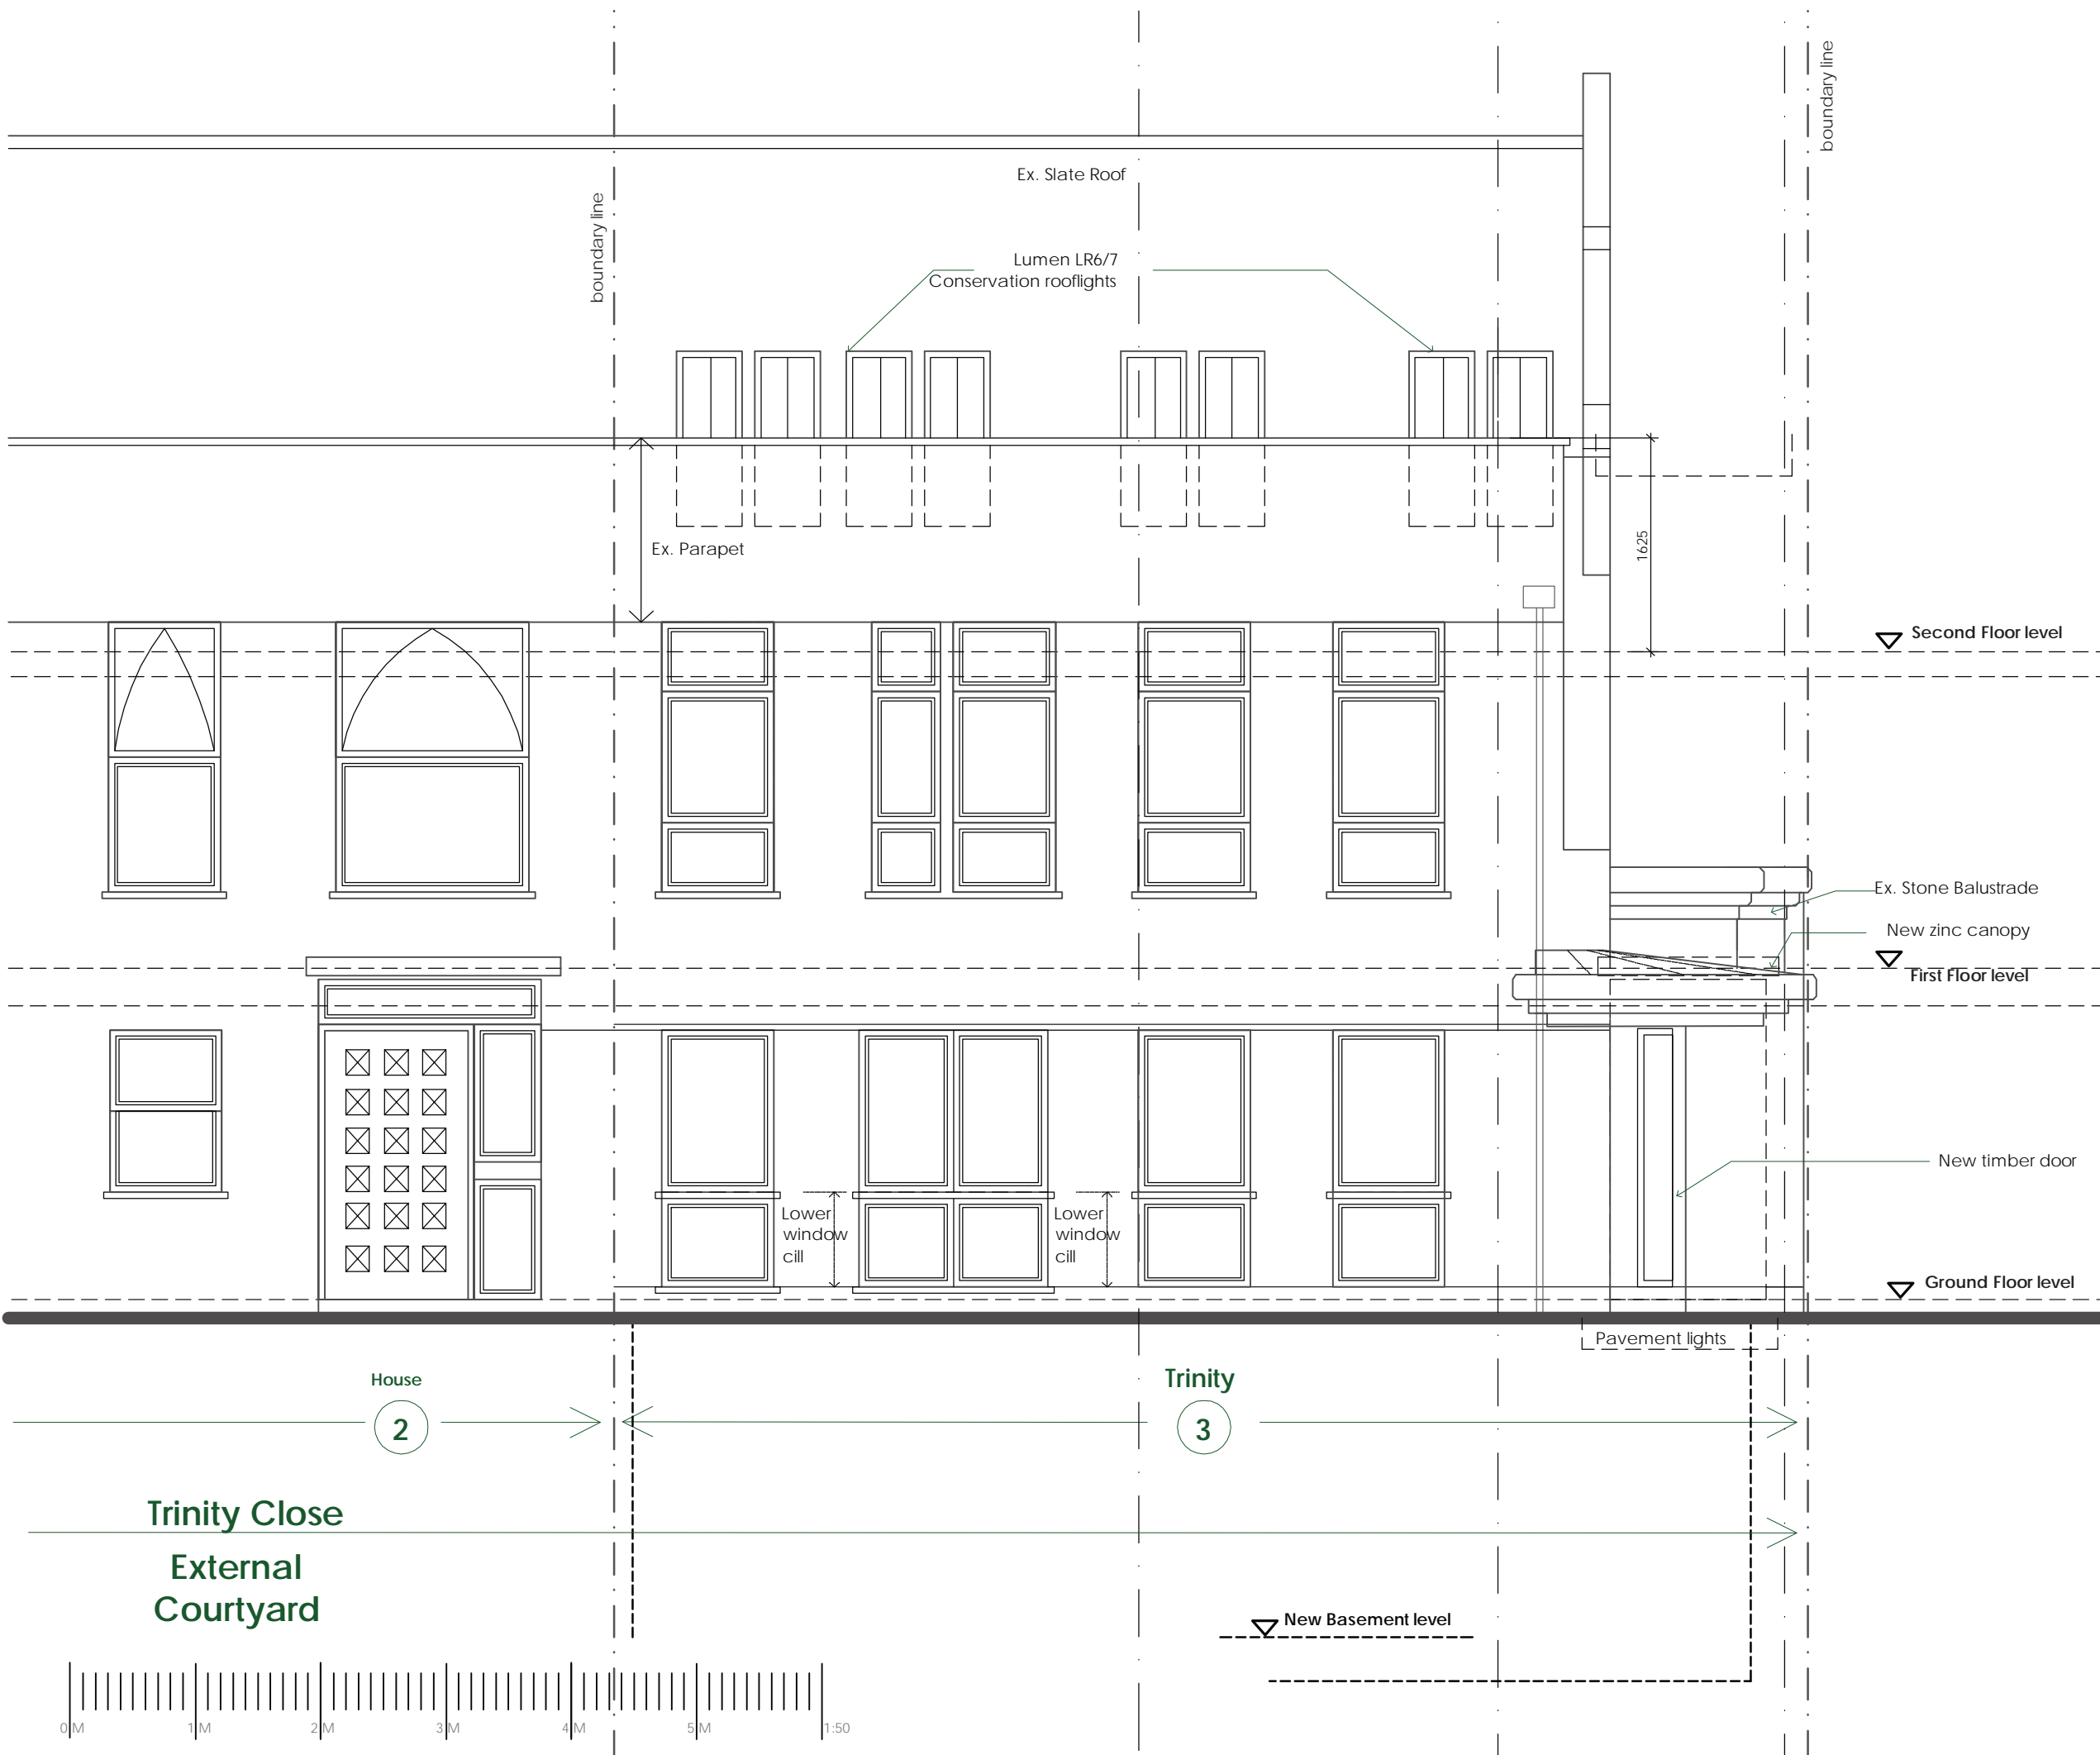 boundary line
Ex. Slate Roof
boundary line
Lumen LR6/7
Conservation rooflights
1625
Ex. Parapet
Second Floor level
Ex. Stone Balustrade
New zinc canopy
First Floor level
New timber door
Lower
window
cill
Lower
window
cill
Ground Floor level
Pavement lights
House
2
Trinity
3
Trinity Close
External
Courtyard
New Basement level
0 M
1 M
2 M
3 M
4 M
5 M
1:50